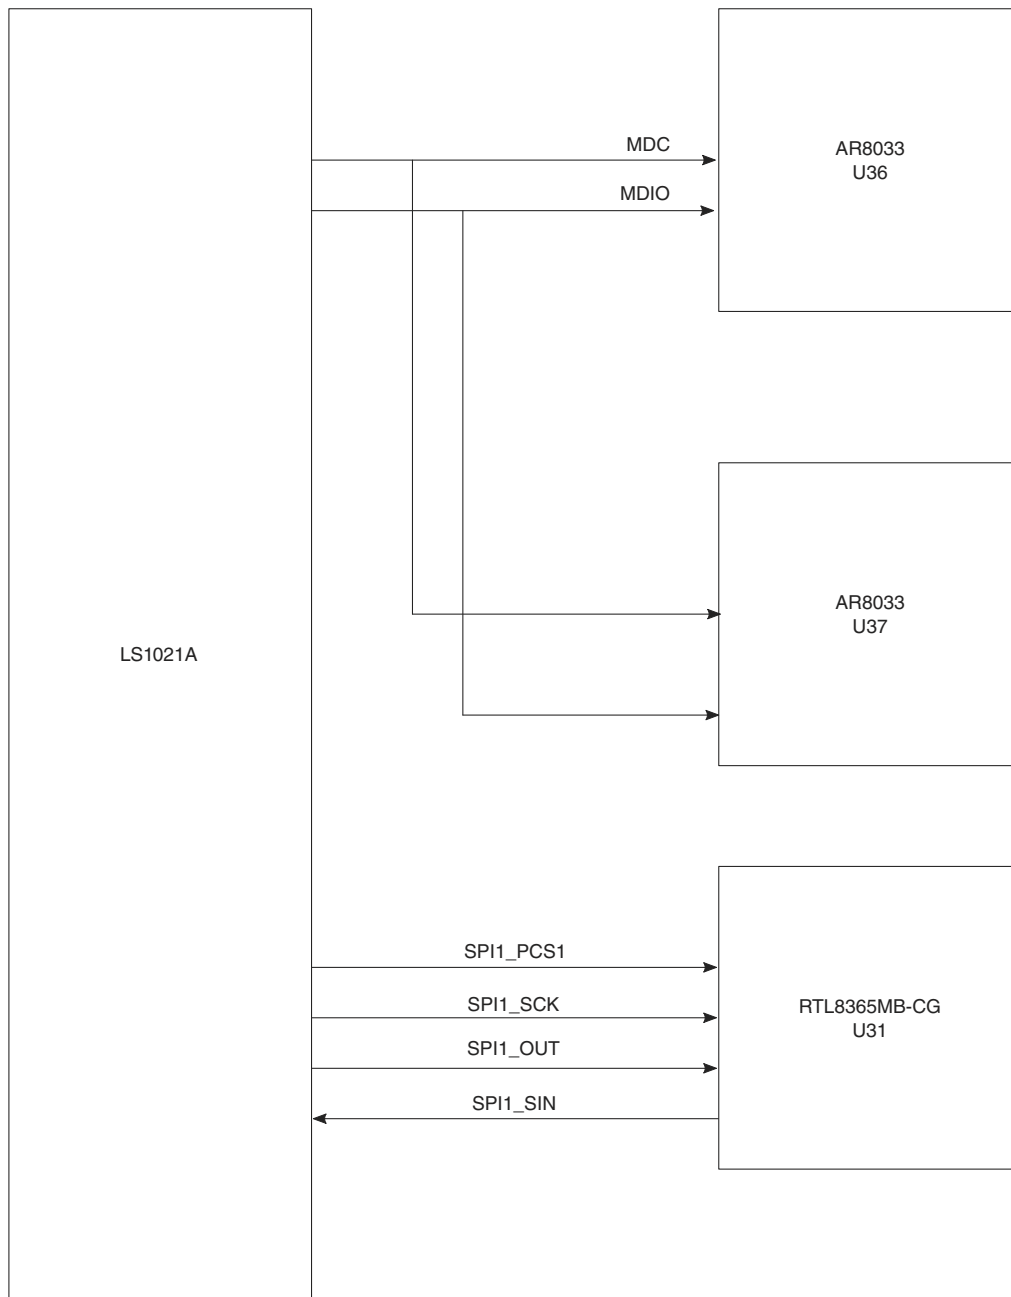 MDC
AR8033
U36
MDIO
AR8033
U37
LS1021A
SPI1_PCS1
SPI1_SCK
RTL8365MB-CG
U31
SPI1_OUT
SPI1_SIN